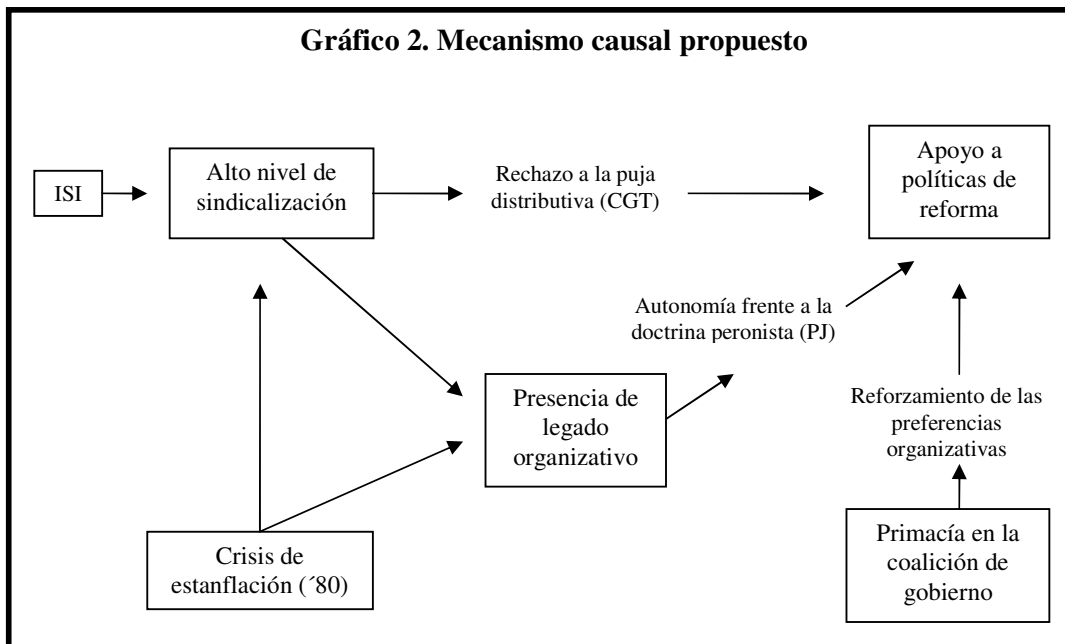 Gráfico 2. Mecanismo causal propuesto
ISI
Alto nivel de
sindicalización
Rechazo a la puja
distributiva (CGT)
Apoyo a
políticas de
reforma
Autonomía frente a la
doctrina peronista (PJ)
Presencia de
legado
organizativo
Reforzamiento de las
preferencias
organizativas
Crisis de
estanflación (´80)
Primacía en la
coalición de
gobierno